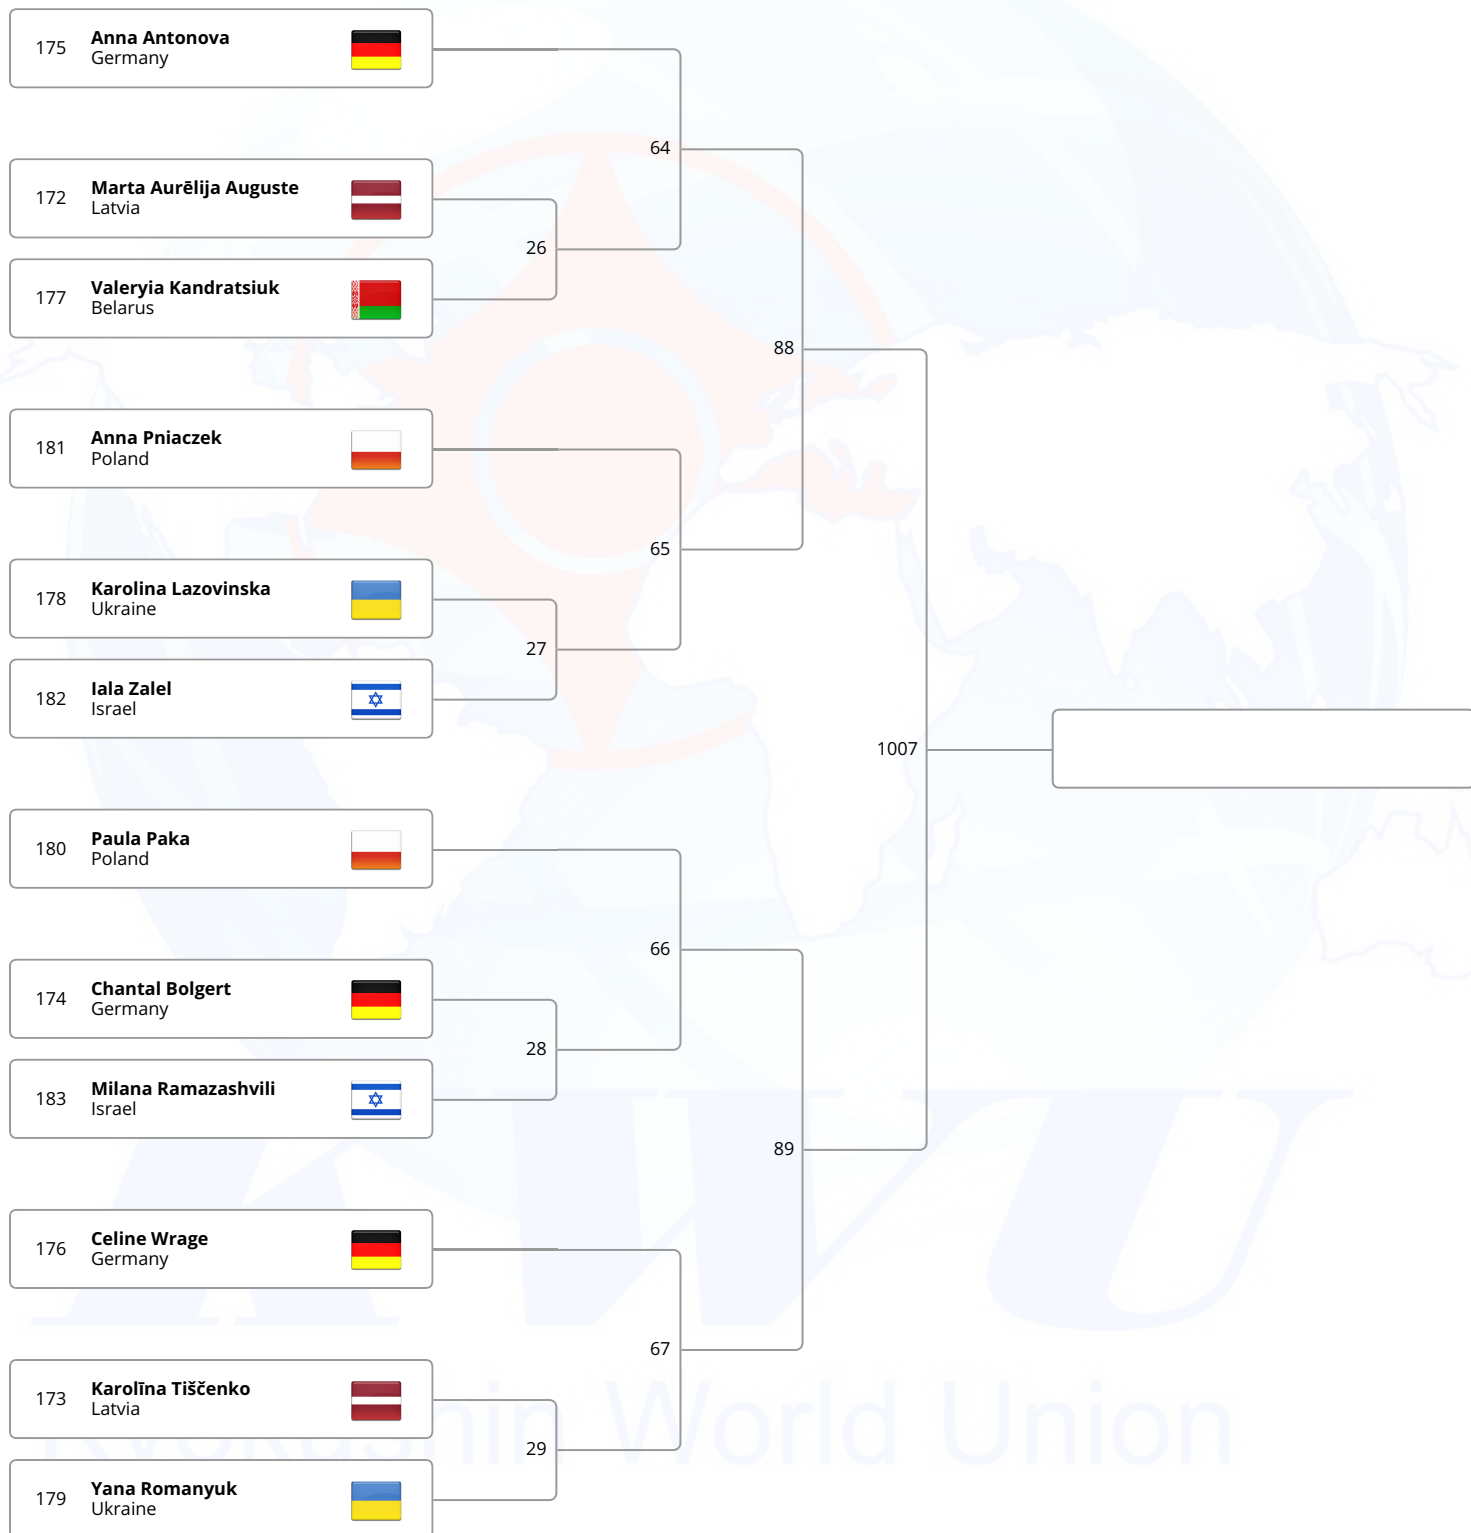 175
Anna Antonova
Germany
64
172
Marta Aurēlija Auguste
Latvia
26
177
Valeryia Kandratsiuk
Belarus
88
181
Anna Pniaczek
Poland
65
178
Karolina Lazovinska
Ukraine
27
182
Iala Zalel
Israel
1007
180
Paula Paka
Poland
66
174
Chantal Bolgert
Germany
28
183
Milana Ramazashvili
Israel
89
176
Celine Wrage
Germany
67
173
Karolīna Tiščenko
Latvia
29
179
Yana Romanyuk
Ukraine
KWU
Kyokushin World Union